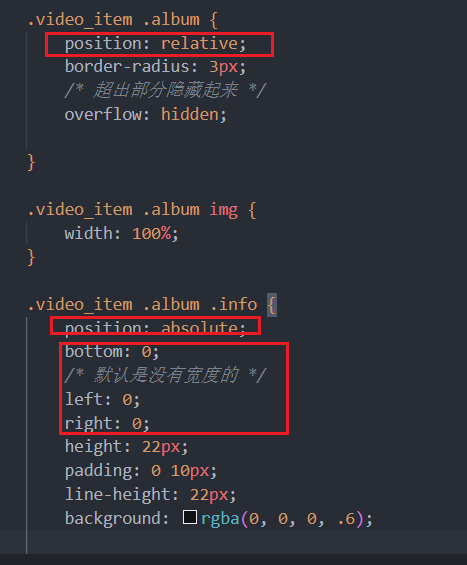 .video_item .album {
position: relative;
border-radius: 3px;
/* 超出部分隐藏起来 */
overflow: hidden;
}
.video_item .album img {
width: 100%;
}
.video_item .album .info {
position: absolute;
bottom: 0;
/* 默认是没有宽度的 */
left: 0;
right: 0;
height: 22px;
padding: 0 10px;
line-height: 22px;
background: rgba(0, 0, 0, .6);